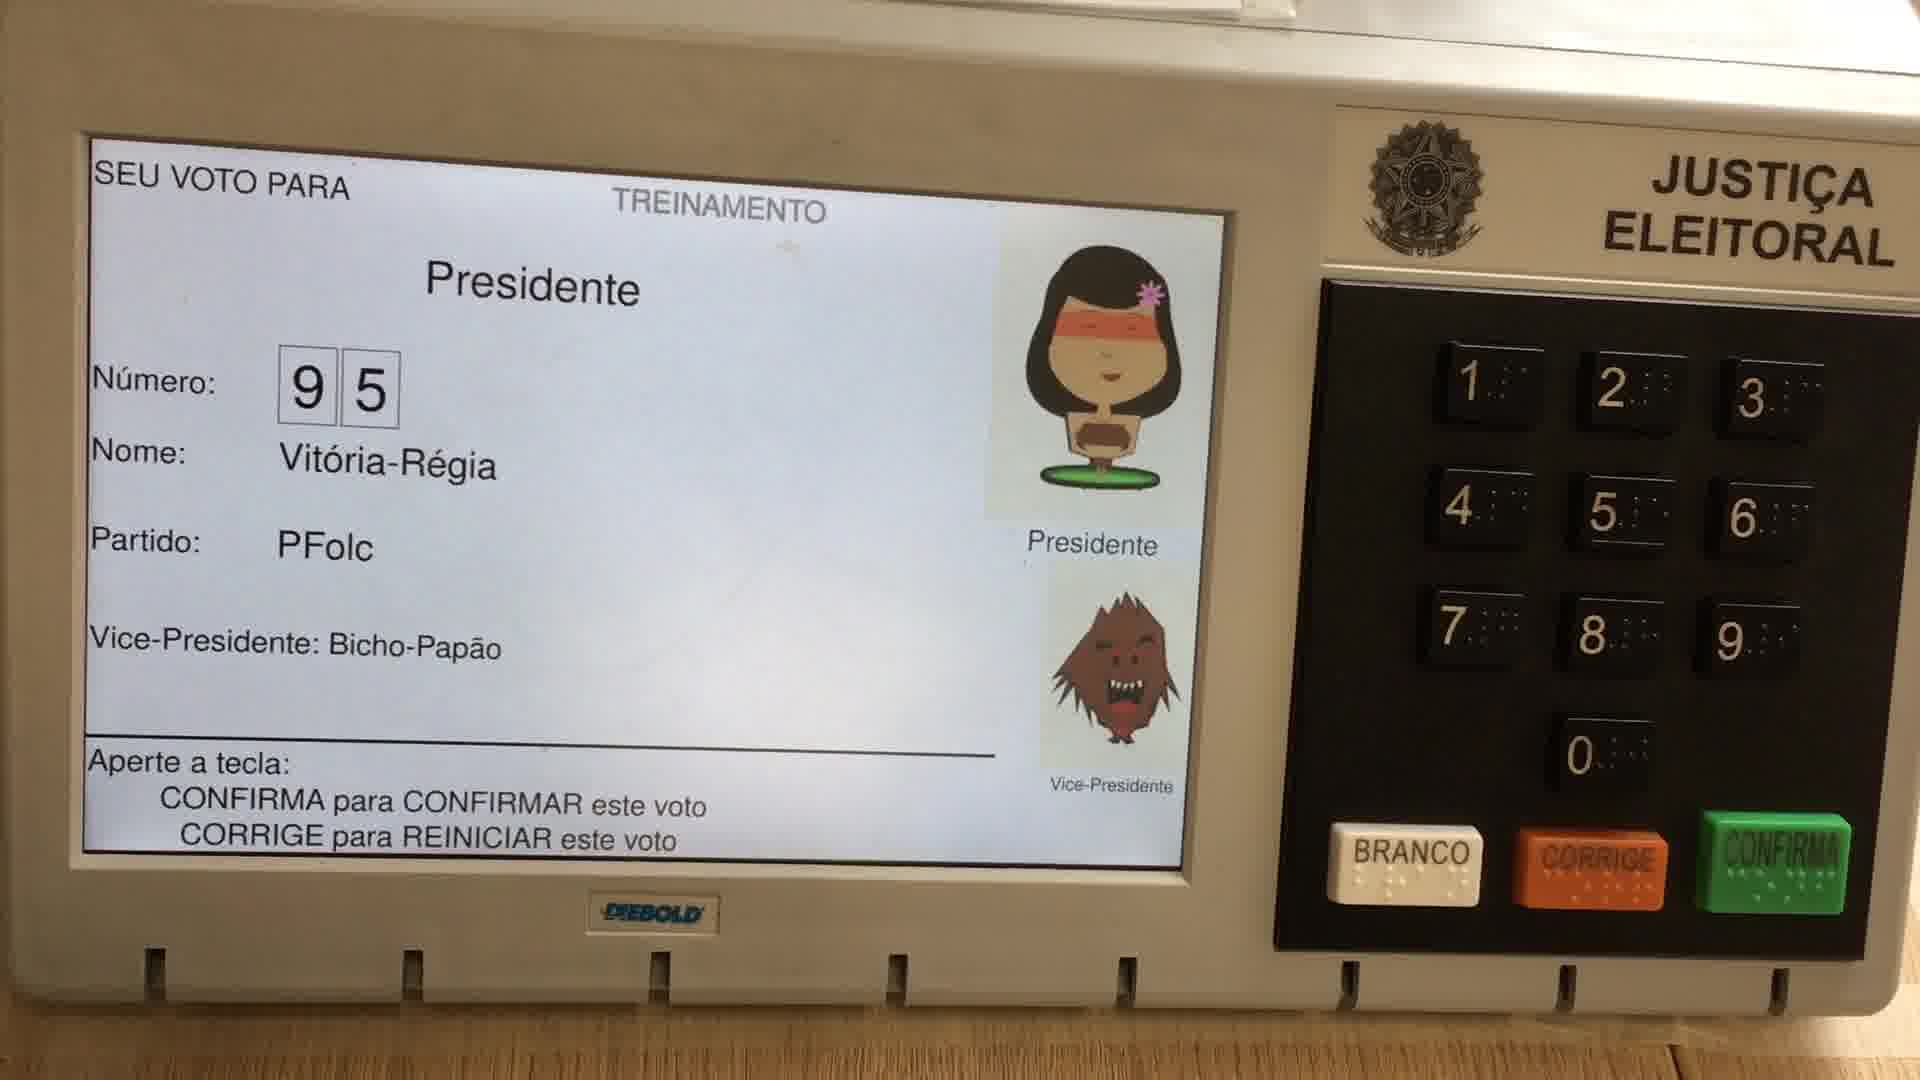 SEU VOTO PARA
TREINAMENTO
Presidente
Número: 95
Nome: Vitória-Régia
Partido: PFolc
Vice-Presidente: Bicho-Papão
Presidente
Vice-Presidente
Aperte a tecla:
CONFIRMA para CONFIRMAR este voto
CORRIGE para REINICIAR este voto
DIEBOLD
JUSTIÇA
ELEITORAL
1 2 3
4 5 6
7 8 9
0
BRANCO CORRIGE CONFIRMA